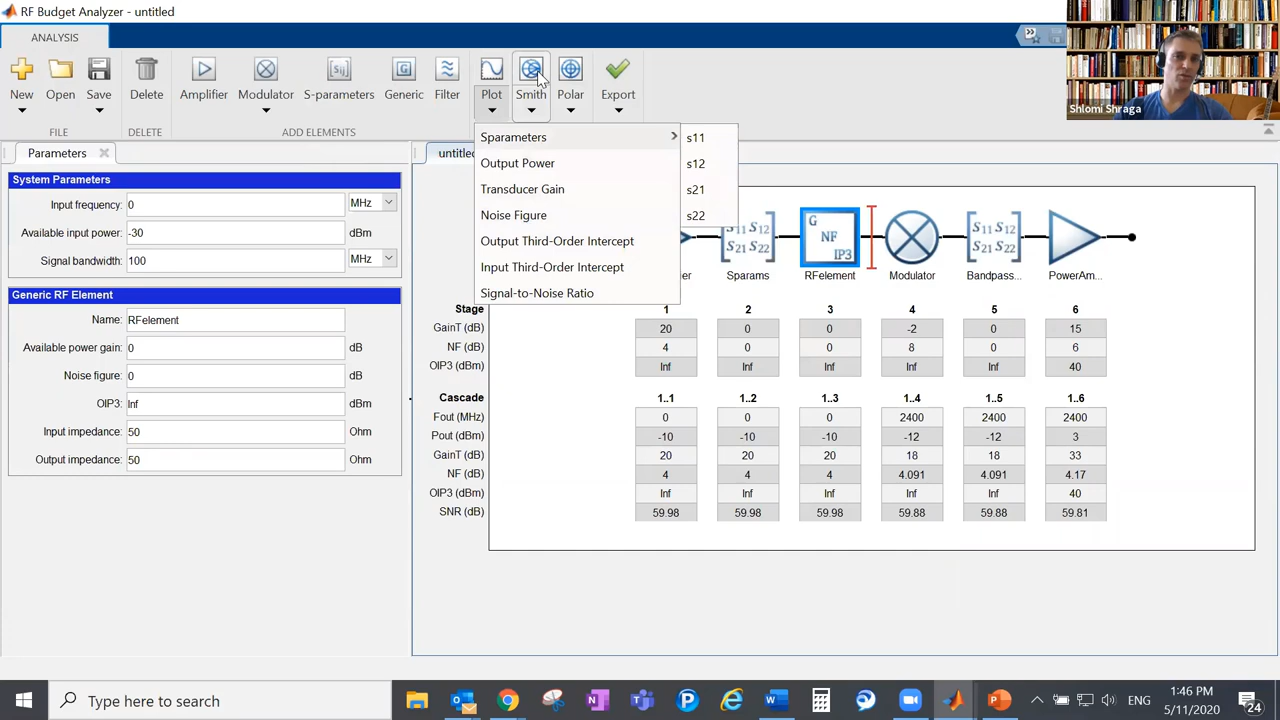 RF Budget Analyzer - untitled
ANALYSIS
New
Open
Save
Delete
Amplifier
Modulator
S-parameters
Generic
Filter
Plot
Smith
Polar
Export
FILE
DELETE
ADD ELEMENTS
Shlomi Shraga
Parameters
System Parameters
Input frequency: 0 MHz
Available input power: -30 dBm
Signal bandwidth: 100 MHz
Generic RF Element
Name: RFelement
Available power gain: 0 dB
Noise figure: 0 dB
OIP3: Inf dBm
Input impedance: 50 Ohm
Output impedance: 50 Ohm
Sparameters
Output Power
Transducer Gain
Noise Figure
Output Third-Order Intercept
Input Third-Order Intercept
Signal-to-Noise Ratio
s11
s12
s21
s22
S11 S12
S21 S22
G
NF
IP3
S11 S12
S21 S22
Sparams RFelement Modulator Bandpass... PowerAm...
Stage 1 2 3 4 5 6
GainT (dB) 20 0 0 -2 0 15
NF (dB) 4 0 0 8 0 6
OIP3 (dBm) Inf Inf Inf Inf Inf 40
Cascade 1..1 1..2 1..3 1..4 1..5 1..6
Fout (MHz) 0 0 0 2400 2400 2400
Pout (dBm) -10 -10 -10 -12 -12 3
GainT (dB) 20 20 20 18 18 33
NF (dB) 4 4 4 4.091 4.091 4.17
OIP3 (dBm) Inf Inf Inf Inf Inf 40
SNR (dB) 59.98 59.98 59.98 59.88 59.88 59.81
Type here to search
ENG
1:46 PM
5/11/2020
24